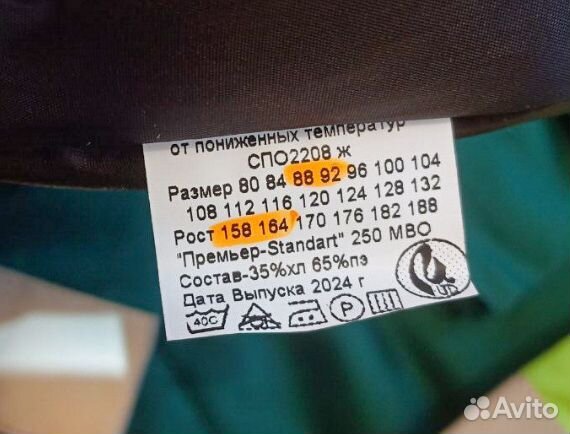 от пониженных температур
СПО2208 ж
Размер 80 84 88 92 96 100 104
108 112 116 120 124 128 132
Рост 158 164 170 176 182 188
"Премьер-Standart" 250 МВО
Состав-35%хл 65%пэ
Дата Выпуска 2024 г
40С
P
Avito